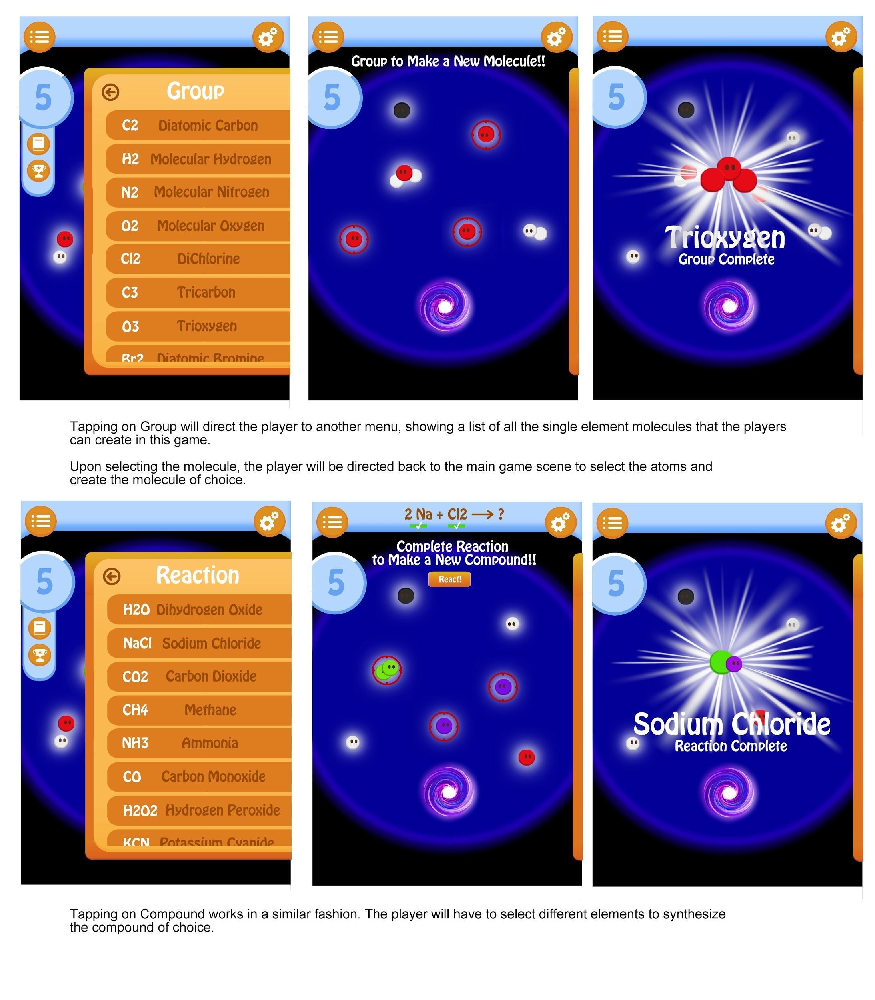 5
Group
C2 Diatomic Carbon
H2 Molecular Hydrogen
N2 Molecular Nitrogen
O2 Molecular Oxygen
Cl2 DiChlorine
C3 Tricarbon
O3 Trioxygen
Br2 Diatomic Bromine
Group to Make a New Molecule!!
5
5
Trioxygen
Group Complete
Tapping on Group will direct the player to another menu, showing a list of all the single element molecules that the players
can create in this game.
Upon selecting the molecule, the player will be directed back to the main game scene to select the atoms and
create the molecule of choice.
5
Reaction
H2O Dihydrogen Oxide
NaCl Sodium Chloride
CO2 Carbon Dioxide
CH4 Methane
NH3 Ammonia
CO Carbon Monoxide
H2O2 Hydrogen Peroxide
KCN Potassium Cyanide
2 Na + Cl2 → ?
Complete Reaction
to Make a New Compound!!
React!
5
5
Sodium Chloride
Reaction Complete
Tapping on Compound works in a similar fashion. The player will have to select different elements to synthesize
the compound of choice.